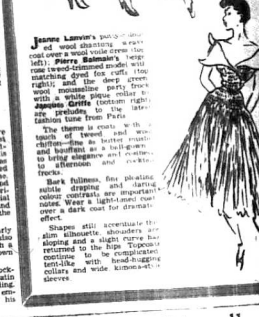 Jeanne Lanvin's
ed wool shantung
coat over a wool voile dress (top
left); Pierre Balmain's beige
rose tweed-trimmed model with
matching dyed fox cuffs (top
right); and the deep green
wool mousseline party frock
with a white pique collar
Jacques Griffe (bottom right)
are preludes to the latest
fashion tune from Paris
The theme is coats with a
touch of tweed and wool
chiffon—fine as butter muslin
and bouffant as a ball-gown
to bring elegance and
to afternoon and cocktail
frocks.
Back fullness, fine pleating
subtle draping and daring
colour contrasts are important
notes. Wear a light-toned coat
over a dark coat for dramatic
effect.
Shapes still accentuate the
slim silhouette, shoulders are
sloping and a slight curve has
returned to the hips Topcoats
continue to be complicated
tent-like with head-hugging
collars and wide kimono-style
sleeves.